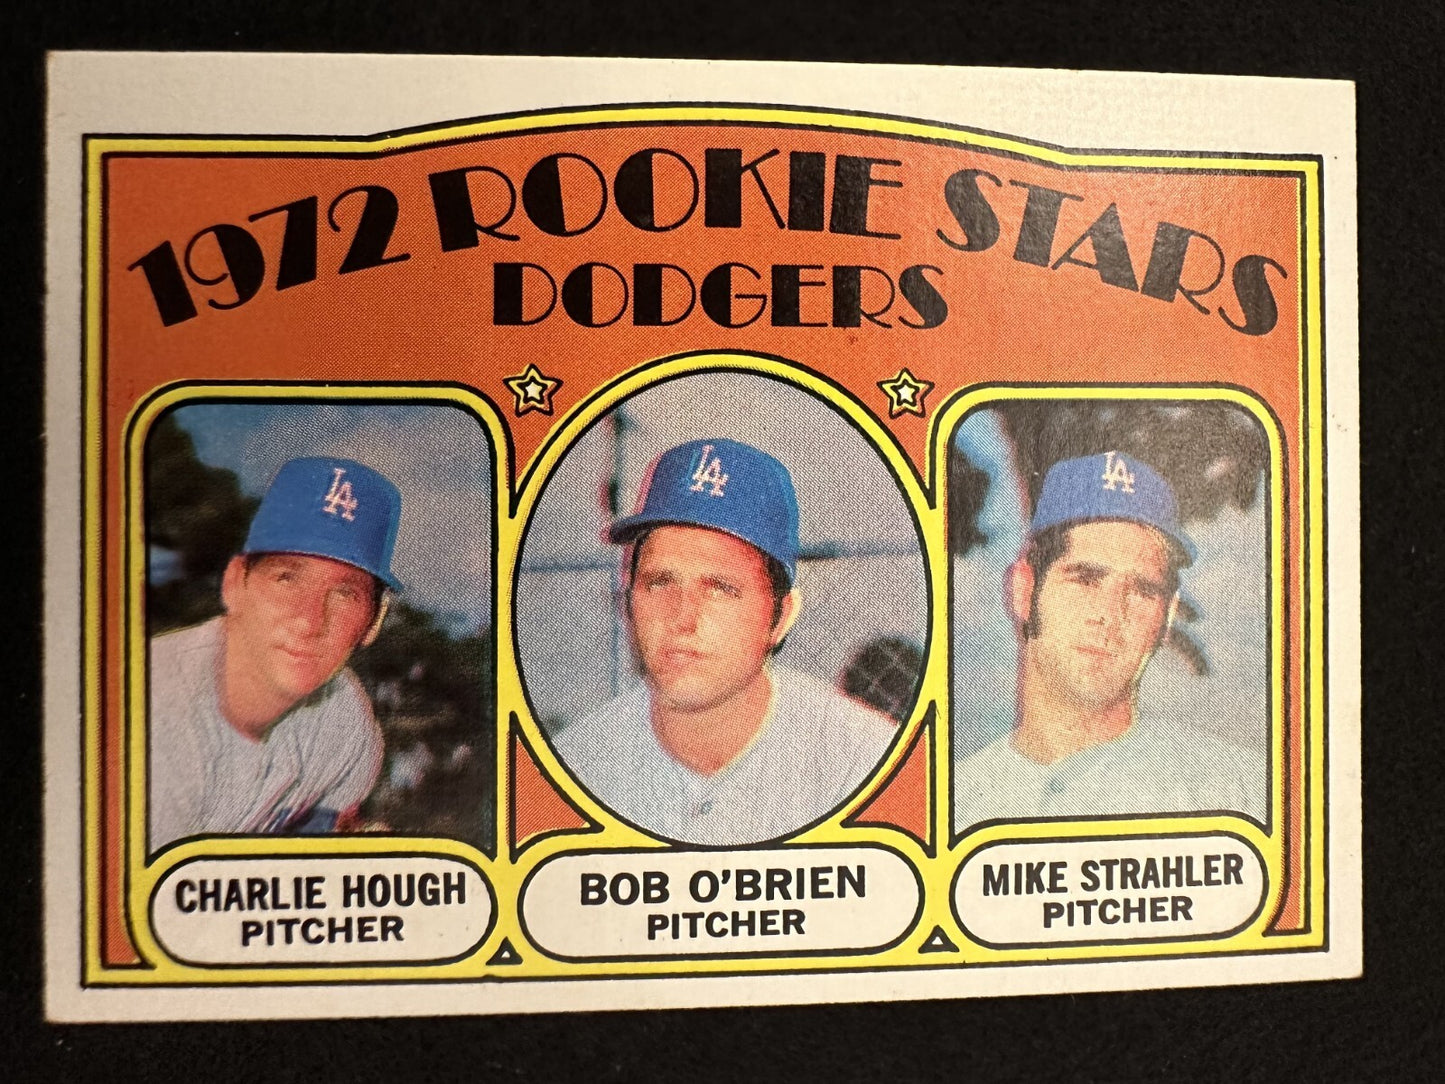 1972 ROOKIE STARS
DODGERS
LA
LA
LA
CHARLIE HOUGH
PITCHER
BOB O'BRIEN
PITCHER
MIKE STRAHLER
PITCHER